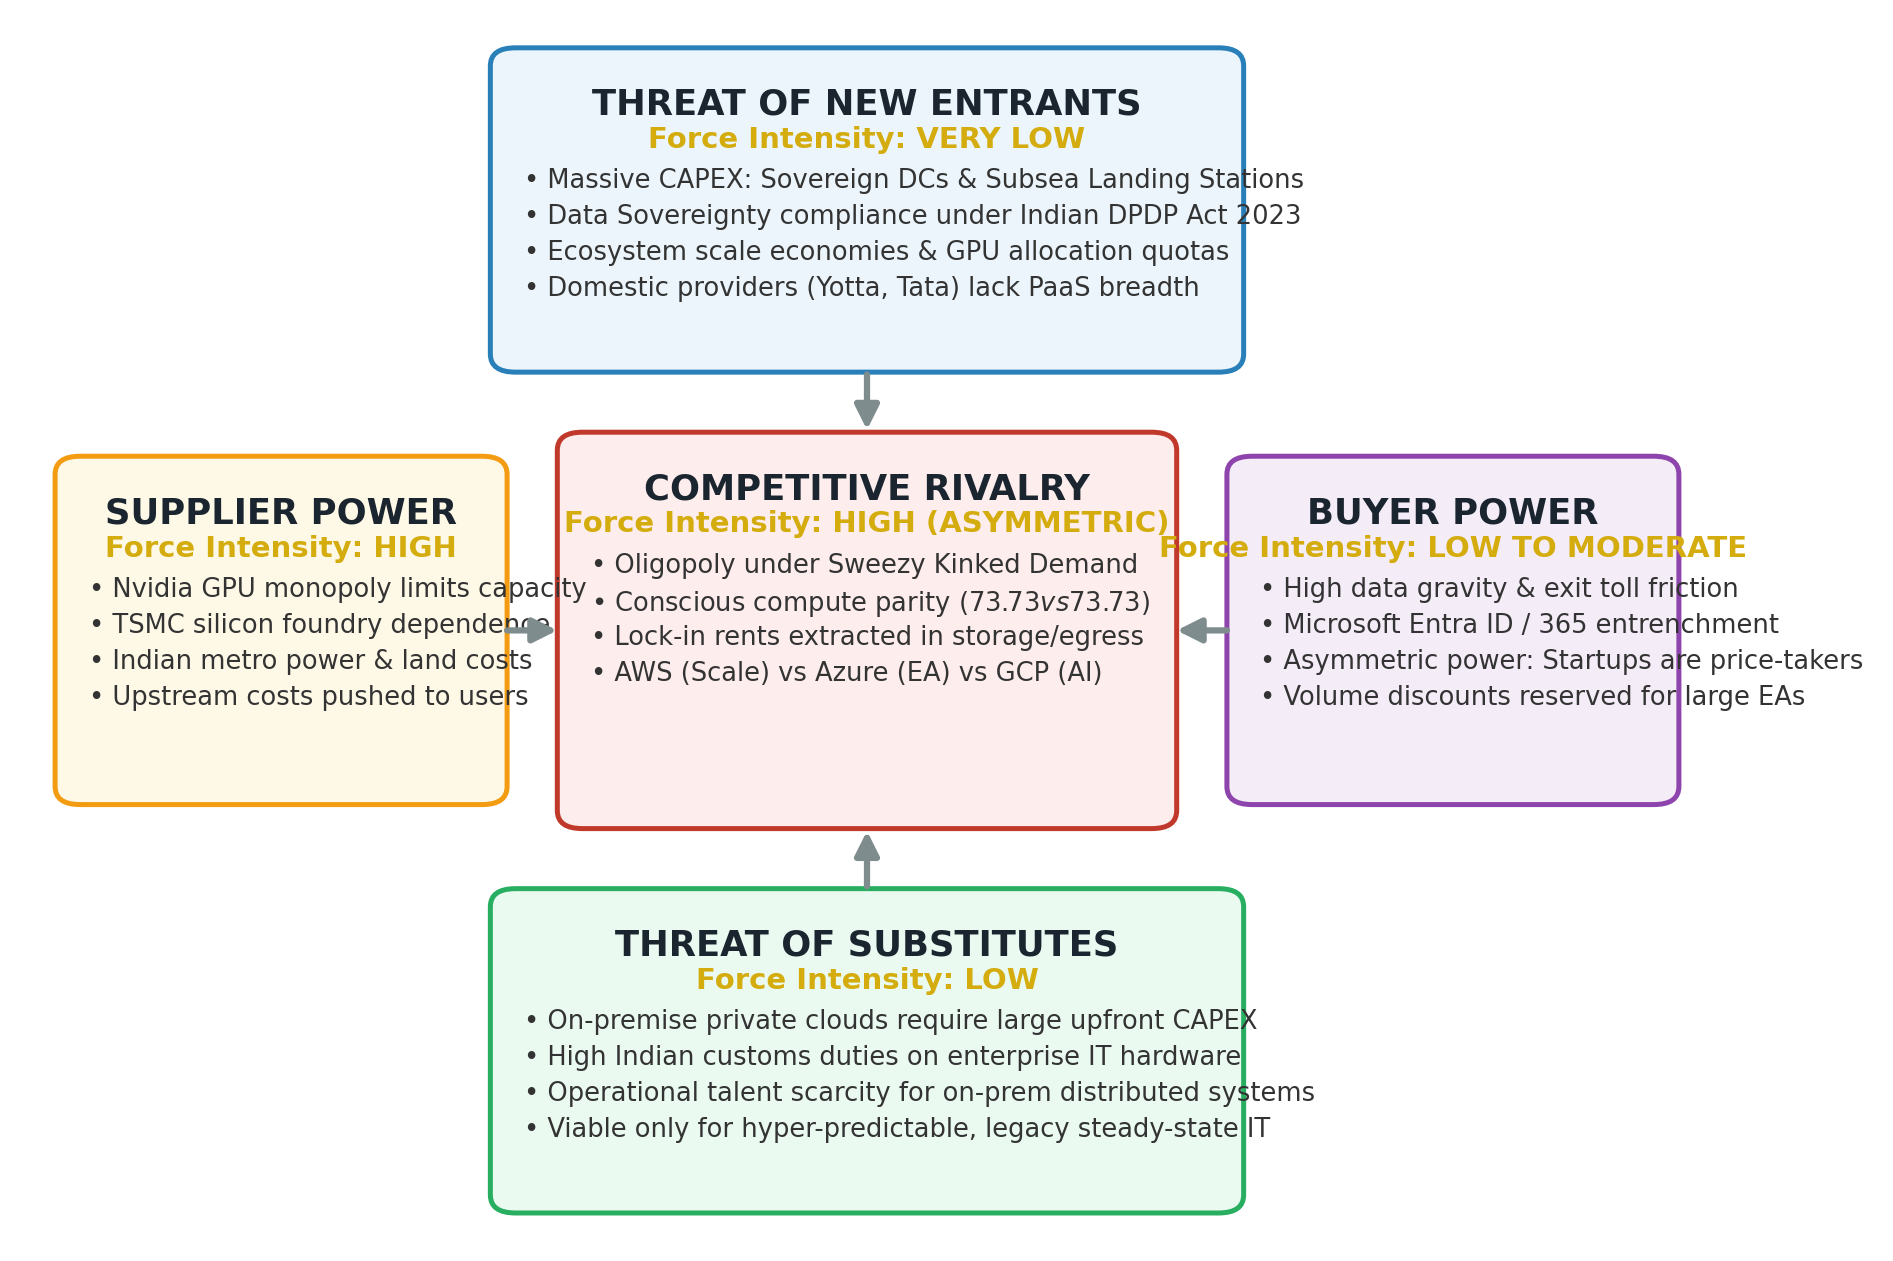 THREAT OF NEW ENTRANTS
Force Intensity: VERY LOW
• Massive CAPEX: Sovereign DCs & Subsea Landing Stations
• Data Sovereignty compliance under Indian DPDP Act 2023
• Ecosystem scale economies & GPU allocation quotas
• Domestic providers (Yotta, Tata) lack PaaS breadth
SUPPLIER POWER
Force Intensity: HIGH
• Nvidia GPU monopoly limits capacity
• TSMC silicon foundry dependence
• Indian metro power & land costs
• Upstream costs pushed to users
COMPETITIVE RIVALRY
Force Intensity: HIGH (ASYMMETRIC)
• Oligopoly under Sweezy Kinked Demand
• Conscious compute parity (73.73vs73.73)
• Lock-in rents extracted in storage/egress
• AWS (Scale) vs Azure (EA) vs GCP (AI)
BUYER POWER
Force Intensity: LOW TO MODERATE
• High data gravity & exit toll friction
• Microsoft Entra ID / 365 entrenchment
• Asymmetric power: Startups are price-takers
• Volume discounts reserved for large EAs
THREAT OF SUBSTITUTES
Force Intensity: LOW
• On-premise private clouds require large upfront CAPEX
• High Indian customs duties on enterprise IT hardware
• Operational talent scarcity for on-prem distributed systems
• Viable only for hyper-predictable, legacy steady-state IT